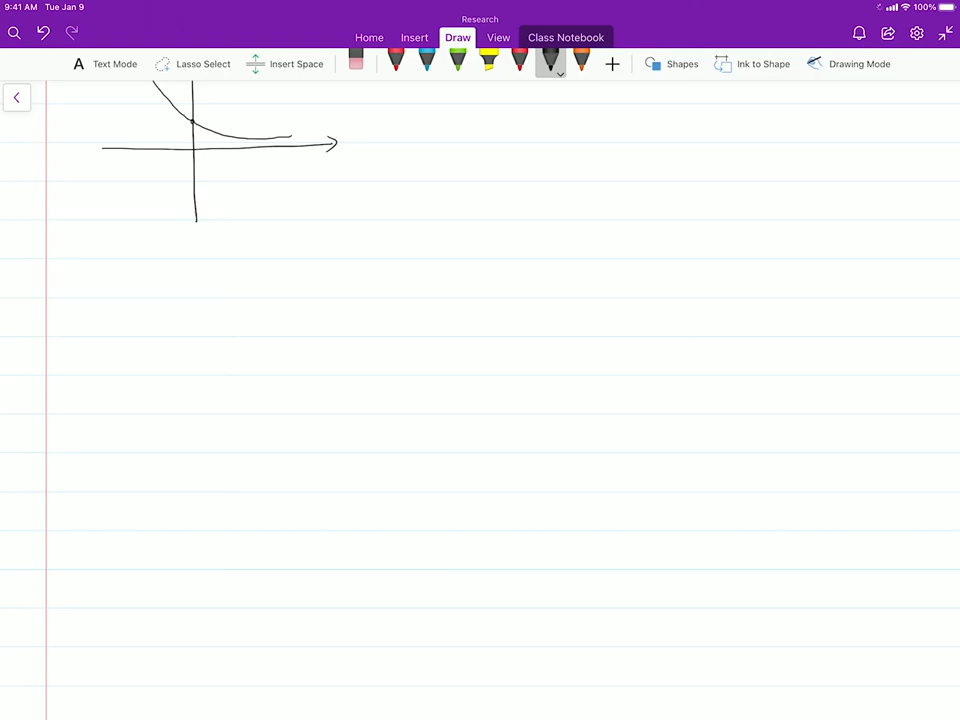 9:41 AM Tue Jan 9
100%
Research
Home Insert Draw View Class Notebook
A Text Mode Lasso Select Insert Space Shapes Ink to Shape Drawing Mode